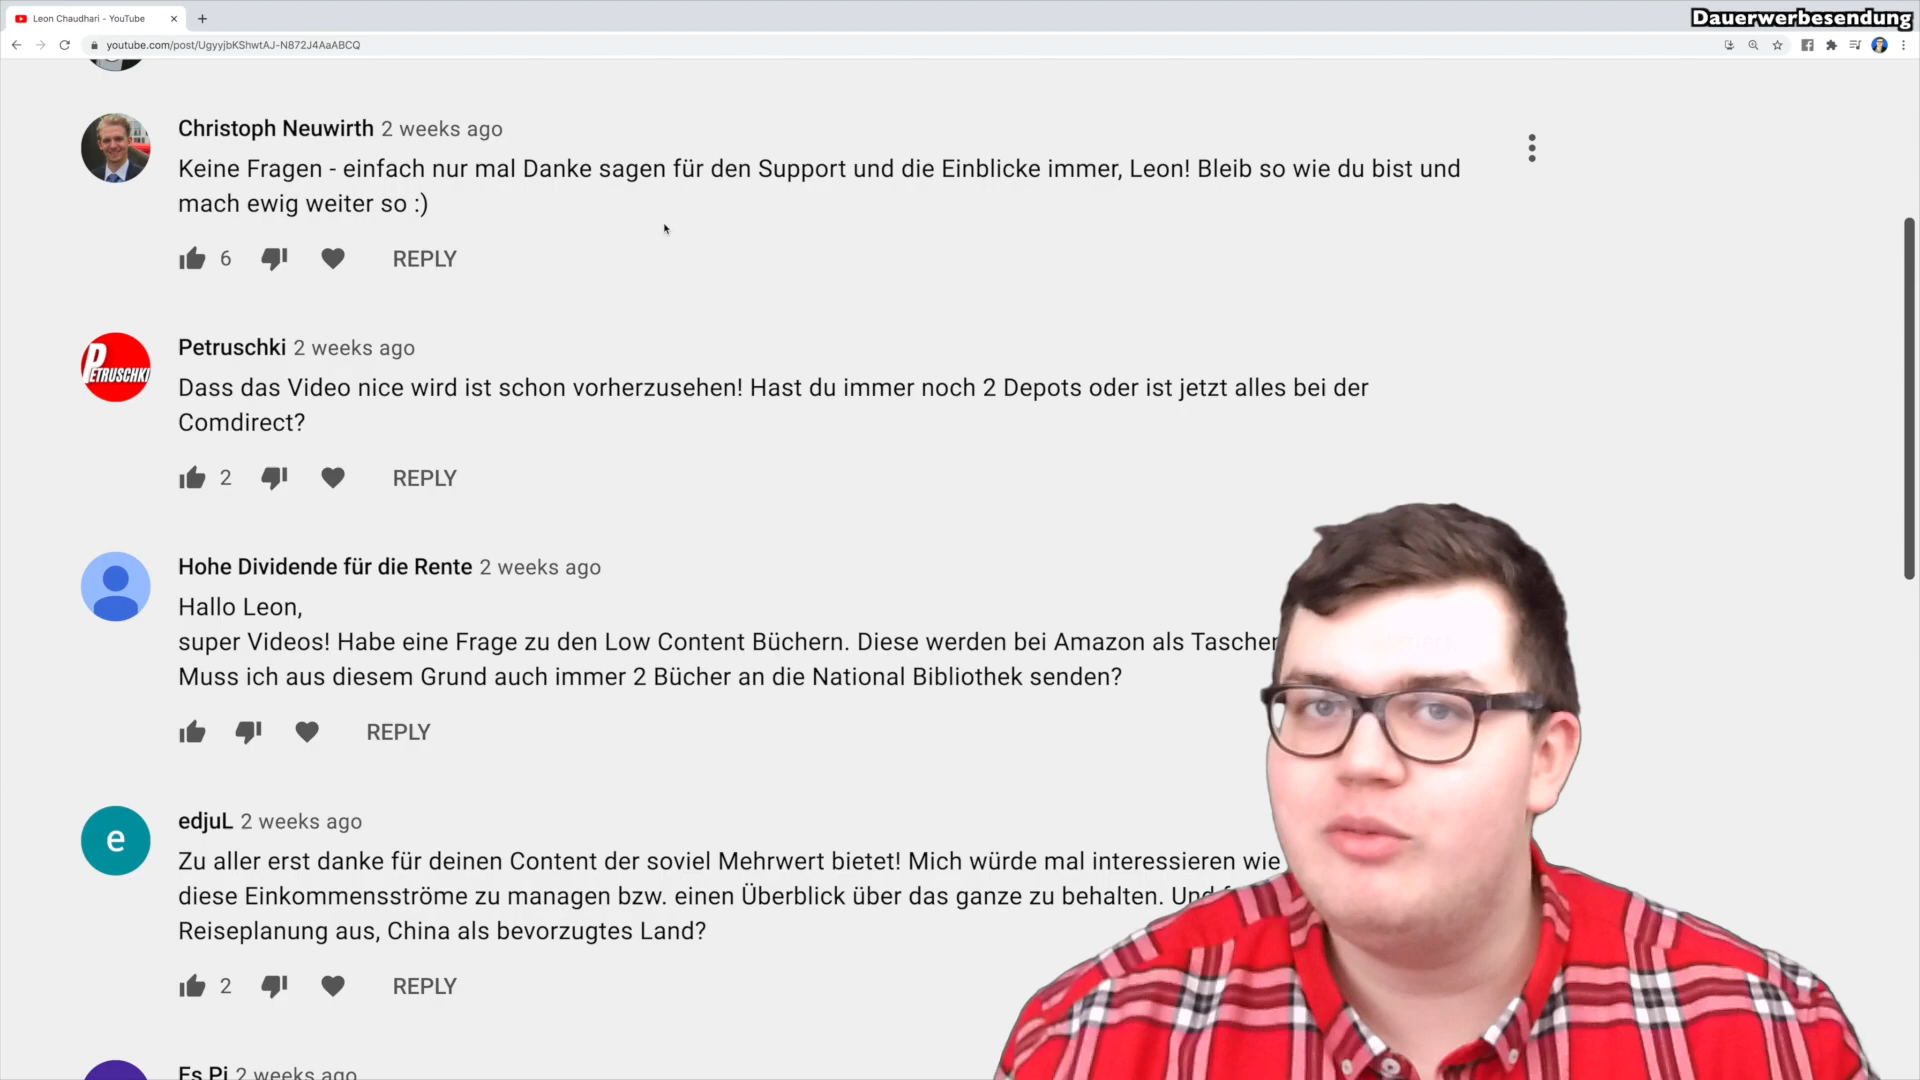 Leon Chaudhari - YouTube
Dauerwerbesendung
youtube.com/post/UgyyjbKShwtAJ-N872J4AaABCQ
Christoph Neuwirth 2 weeks ago
Keine Fragen - einfach nur mal Danke sagen für den Support und die Einblicke immer, Leon! Bleib so wie du bist und
mach ewig weiter so :)
6 REPLY
Petruschki 2 weeks ago
PETRUSCHKI
Dass das Video nice wird ist schon vorherzusehen! Hast du immer noch 2 Depots oder ist jetzt alles bei der
Comdirect?
2 REPLY
Hohe Dividende für die Rente 2 weeks ago
Hallo Leon,
super Videos! Habe eine Frage zu den Low Content Büchern. Diese werden bei Amazon als
Muss ich aus diesem Grund auch immer 2 Bücher an die National Bibliothek senden?
REPLY
e
edjuL 2 weeks ago
Zu aller erst danke für deinen Content der soviel Mehrwert bietet! Mich würde mal interessieren wie
diese Einkommensströme zu managen bzw. einen Überblick über das ganze zu behalten.
Reiseplanung aus, China als bevorzugtes Land?
2 REPLY
Es Pi 2 weeks ago